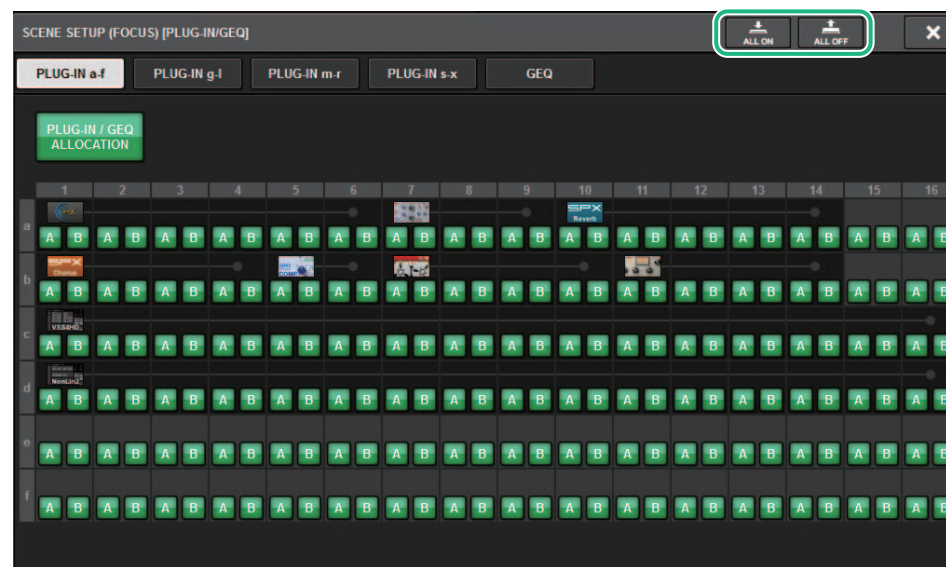 SCENE SETUP (FOCUS) [PLUG-IN/GEQ]
ALL ON
ALL OFF
PLUG-IN a-f
PLUG-IN g-l
PLUG-IN m-r
PLUG-IN s-x
GEQ
PLUG-IN / GEQ
ALLOCATION
1 2 3 4 5 6 7 8 9 10 11 12 13 14 15 16
SPX
Reverb
a
A B A B A B A B A B A B A B A B A B A B A B A B A B A B A B A
SPX
Chorus
COMP
b
A B A B A B A B A B A B A B A B A B A B A B A B A B A B A B A
VSS4HD
c
A B A B A B A B A B A B A B A B A B A B A B A B A B A B A B A
NonLin2
d
A B A B A B A B A B A B A B A B A B A B A B A B A B A B A B A
e
A B A B A B A B A B A B A B A B A B A B A B A B A B A B A B A
f
A B A B A B A B A B A B A B A B A B A B A B A B A B A B A B A